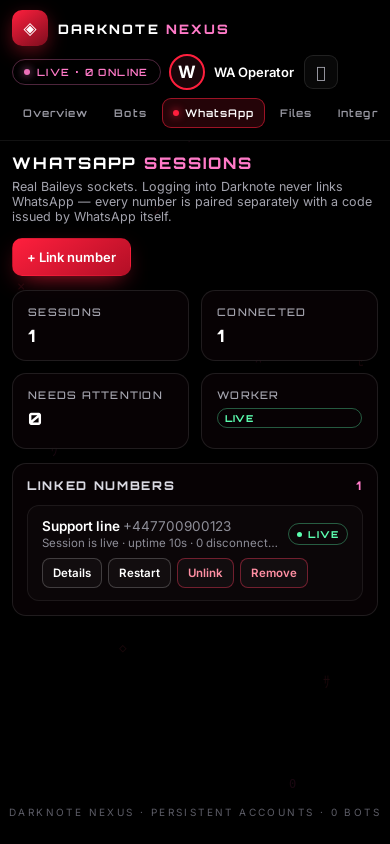 DARKNOTE NEXUS
LIVE · 0 ONLINE
W
WA Operator
Overview
Bots
WhatsApp
Files
Integr
WHATSAPP SESSIONS
Real Baileys sockets. Logging into Darknote never links
WhatsApp — every number is paired separately with a code
issued by WhatsApp itself.
+ Link number
SESSIONS
1
CONNECTED
1
NEEDS ATTENTION
0
WORKER
LIVE
LINKED NUMBERS
1
Support line +447700900123
Session is live · uptime 10s · 0 disconnect...
LIVE
Details
Restart
Unlink
Remove
DARKNOTE NEXUS · PERSISTENT ACCOUNTS · 0 BOTS